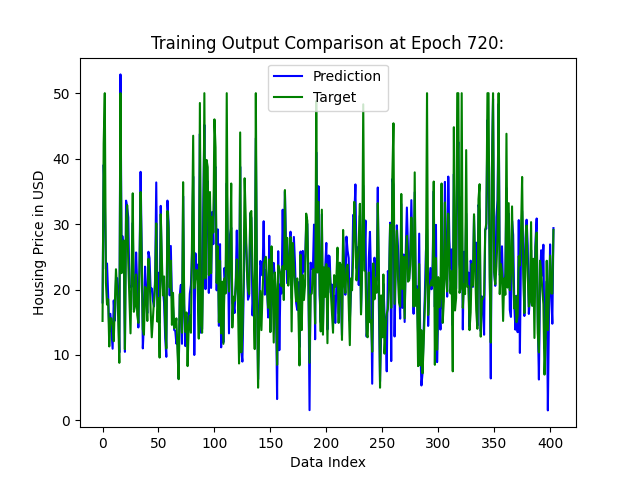 Training Output Comparison at Epoch 720:
Prediction
Target
Housing Price in USD
50
40
30
20
10
0
0 50 100 150 200 250 300 350 400
Data Index